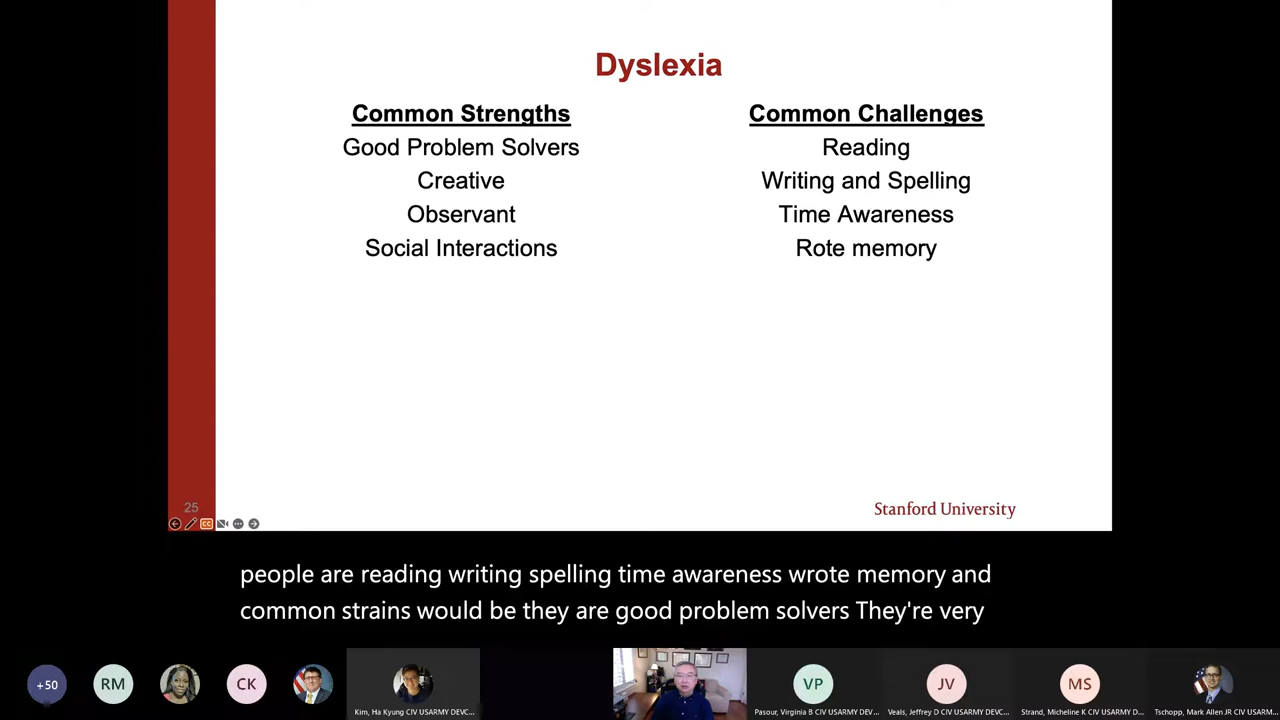 Dyslexia
Common Strengths
Good Problem Solvers
Creative
Observant
Social Interactions
Common Challenges
Reading
Writing and Spelling
Time Awareness
Rote memory
25
CC
Stanford University
people are reading writing spelling time awareness wrote memory and
common strains would be they are good problem solvers They're very
+50
RM
CK
Kim, Ha Kyung CIV USARMY DEVC...
VP
Pasour, Virginia B CIV USARMY DEV...
JV
Veals, Jeffrey D CIV USARMY DEVC...
MS
Strand, Micheline K CIV USARMY D...
Tschopp, Mark Allen JR CIV USARM...